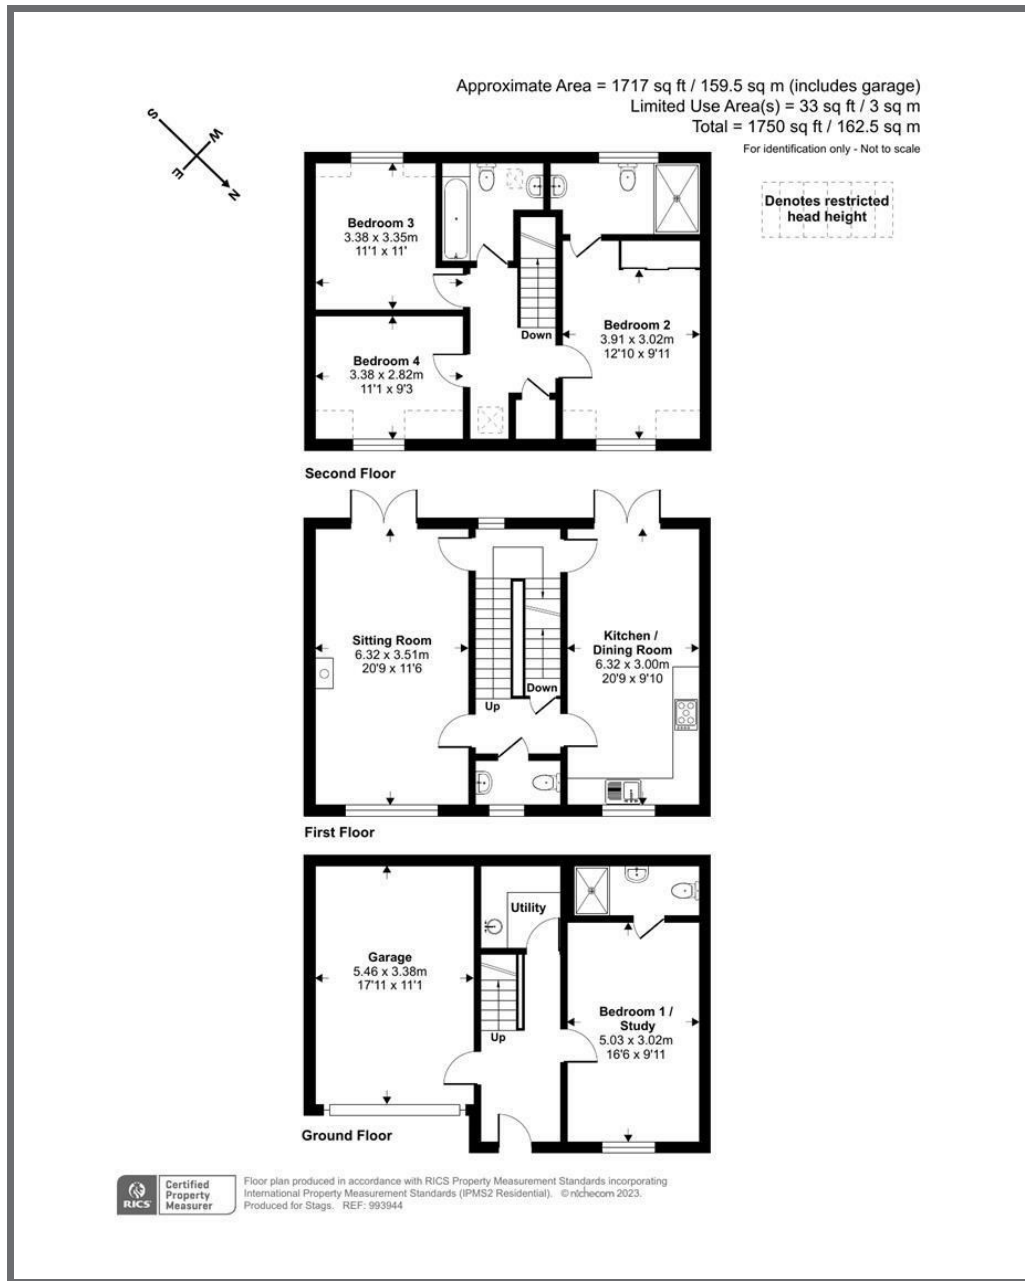 Approximate Area = 1717 sq ft / 159.5 sq m (includes garage)
Limited Use Area(s) = 33 sq ft / 3 sq m
Total = 1750 sq ft / 162.5 sq m
For identification only - Not to scale
S
W
E
N
Denotes restricted
head height
Bedroom 3
3.38 x 3.35m
11'1 x 11'
Bedroom 2
3.91 x 3.02m
12'10 x 9'11
Down
Bedroom 4
3.38 x 2.82m
11'1 x 9'3
Second Floor
Sitting Room
6.32 x 3.51m
20'9 x 11'6
Kitchen /
Dining Room
6.32 x 3.00m
20'9 x 9'10
Down
Up
First Floor
Utility
Garage
5.46 x 3.38m
17'11 x 11'1
Bedroom 1 /
Study
5.03 x 3.02m
16'6 x 9'11
Up
Ground Floor
RICS
Certified
Property
Measurer
Floor plan produced in accordance with RICS Property Measurement Standards incorporating
International Property Measurement Standards (IPMS2 Residential). © nichecom 2023.
Produced for Stags. REF: 993944